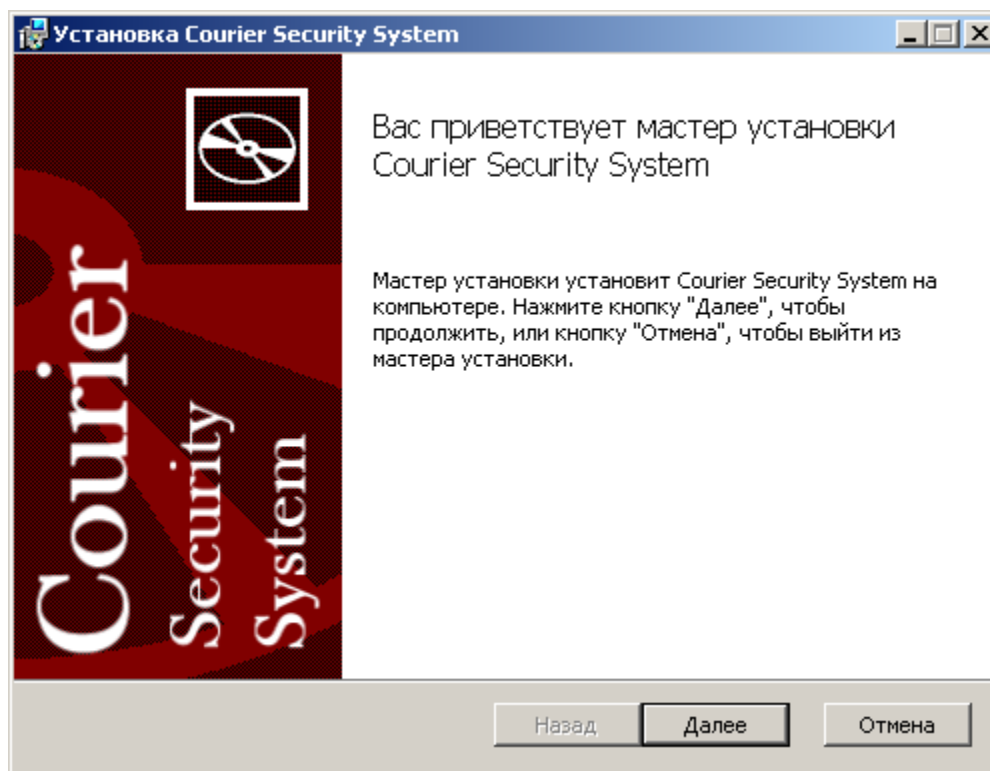 Установка Courier Security System
Courier
Security
System
Вас приветствует мастер установки
Courier Security System
Мастер установки установит Courier Security System на
компьютере. Нажмите кнопку "Далее", чтобы
продолжить, или кнопку "Отмена", чтобы выйти из
мастера установки.
Назад
Далее
Отмена